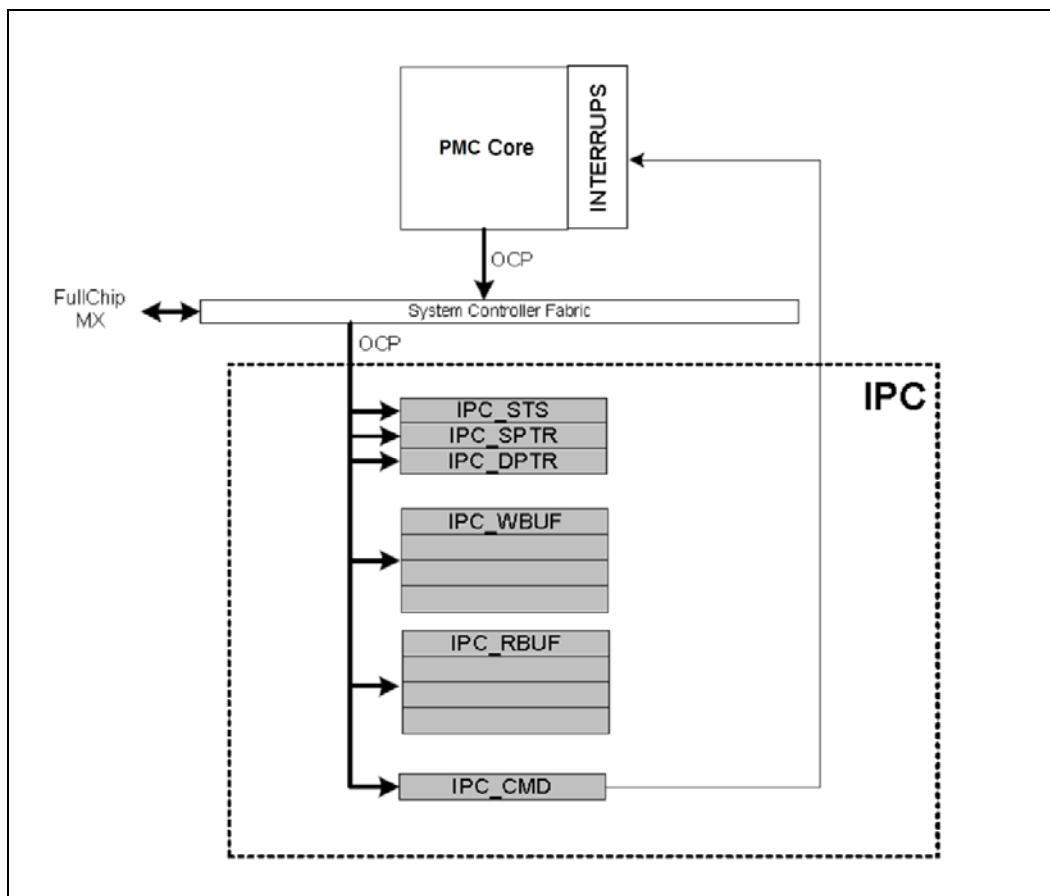 PMC Core
INTERRUPS
OCP
FullChip
MX
System Controller Fabric
OCP
IPC
IPC_STS
IPC_SPTR
IPC_DPTR
IPC_WBUF
IPC_RBUF
IPC_CMD